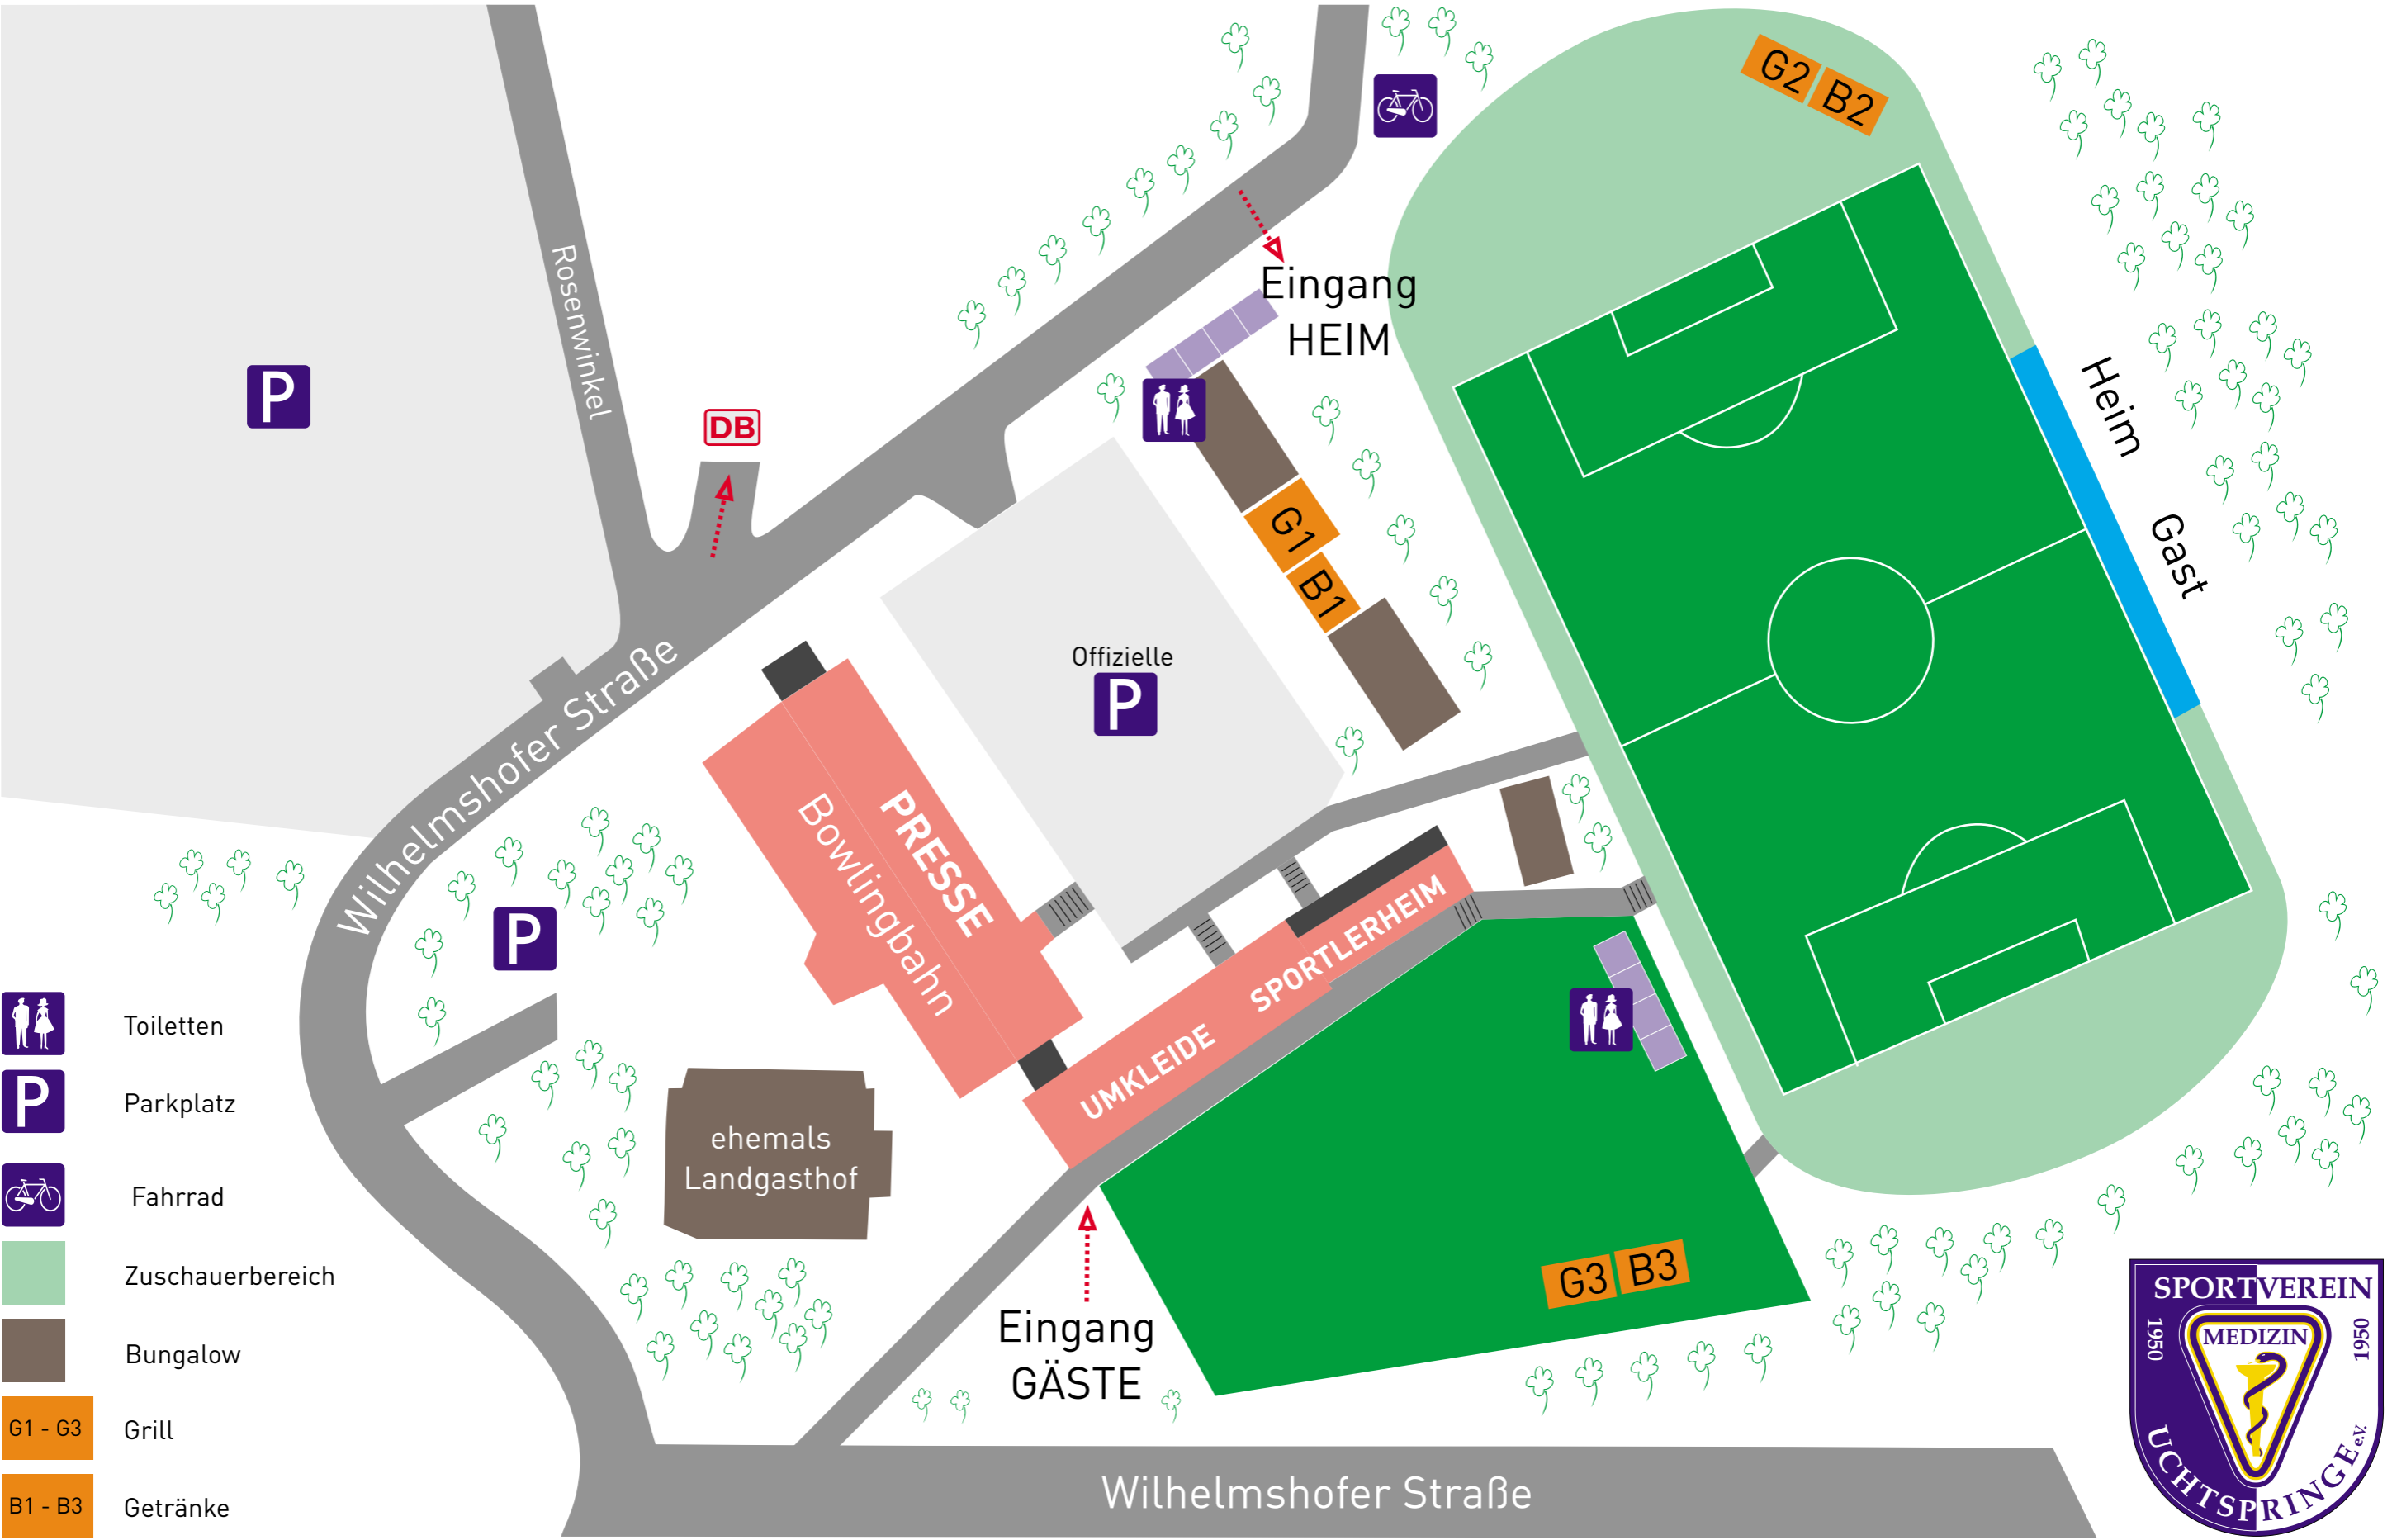 G2
B2
Rosenwinkel
DB
Eingang
HEIM
Heim
Gast
P
G1
B1
Offizielle
P
Wilhelmshofer Straße
PRESSE
Bowlingbahn
P
SPORTLERHEIM
UMKLEIDE
ehemals
Landgasthof
Eingang
GÄSTE
G3
B3
Wilhelmshofer Straße
Toiletten
P
Parkplatz
Fahrrad
Zuschauerbereich
Bungalow
G1 - G3
Grill
B1 - B3
Getränke
SPORTVEREIN
1950
MEDIZIN
1950
UCHTSPRINGE e.V.